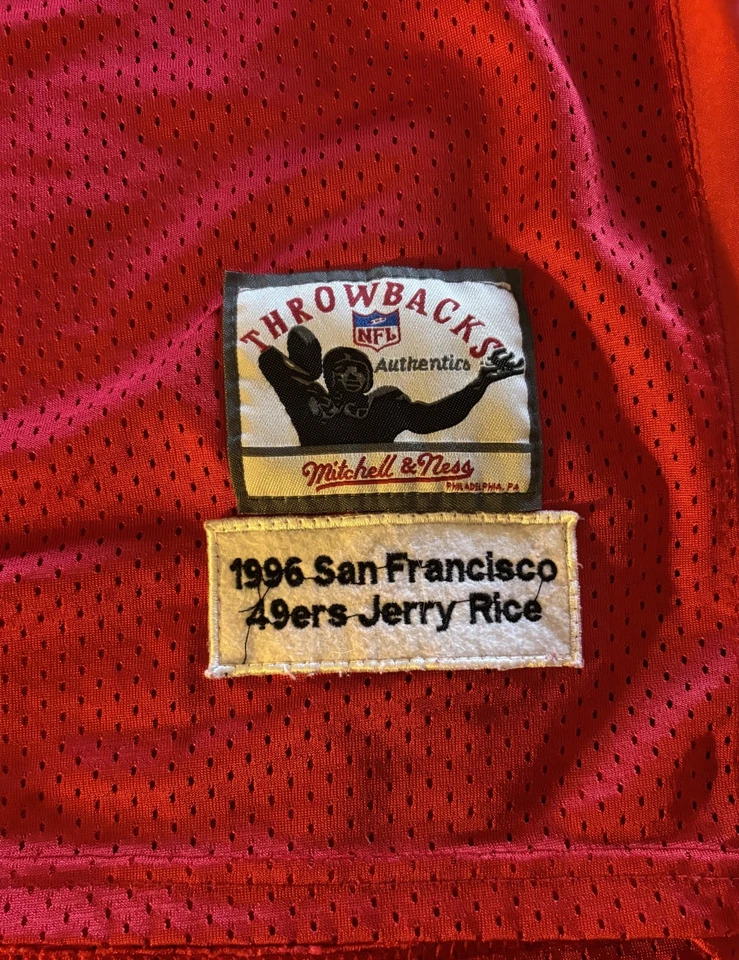 THROWBACKS
NFL
Authentics
Mitchell & Ness
PHILADELPHIA, PA
1996 San Francisco
49ers Jerry Rice